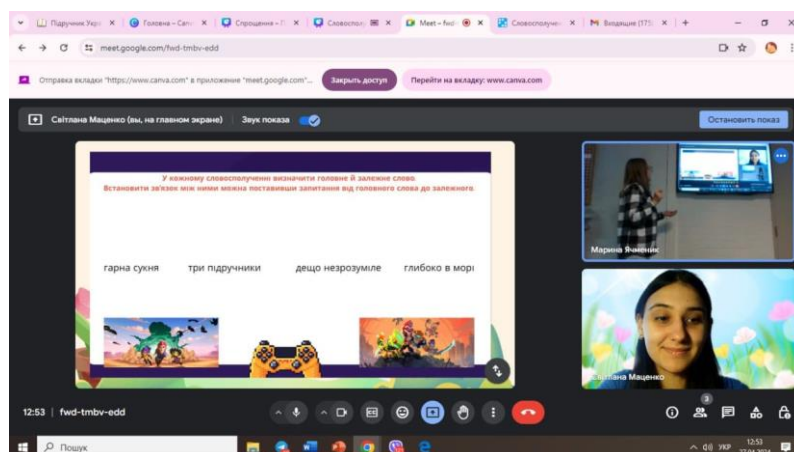 Підручник Укра
Головна – Canv
Спрощення – П
Словосполу
Meet – fwd-
Словосполучен
Входящие (175
meet.google.com/fwd-tmbv-edd
Отправка вкладки "https://www.canva.com" в приложение "meet.google.com"...
Закрыть доступ
Перейти на вкладку: www.canva.com
Світлана Маценко (вы, на главном экране)
Звук показа
Остановить показ
У кожному словосполученні визначити головне й залежне слово.
Встановити зв'язок між ними можна поставивши запитання від головного слова до залежного.
гарна сукня три підручники дещо незрозуміле глибоко в морі
Марина Ячменик
Світлана Маценко
12:53 | fwd-tmbv-edd
3
Пошук
УКР
12:53
27.04.2024